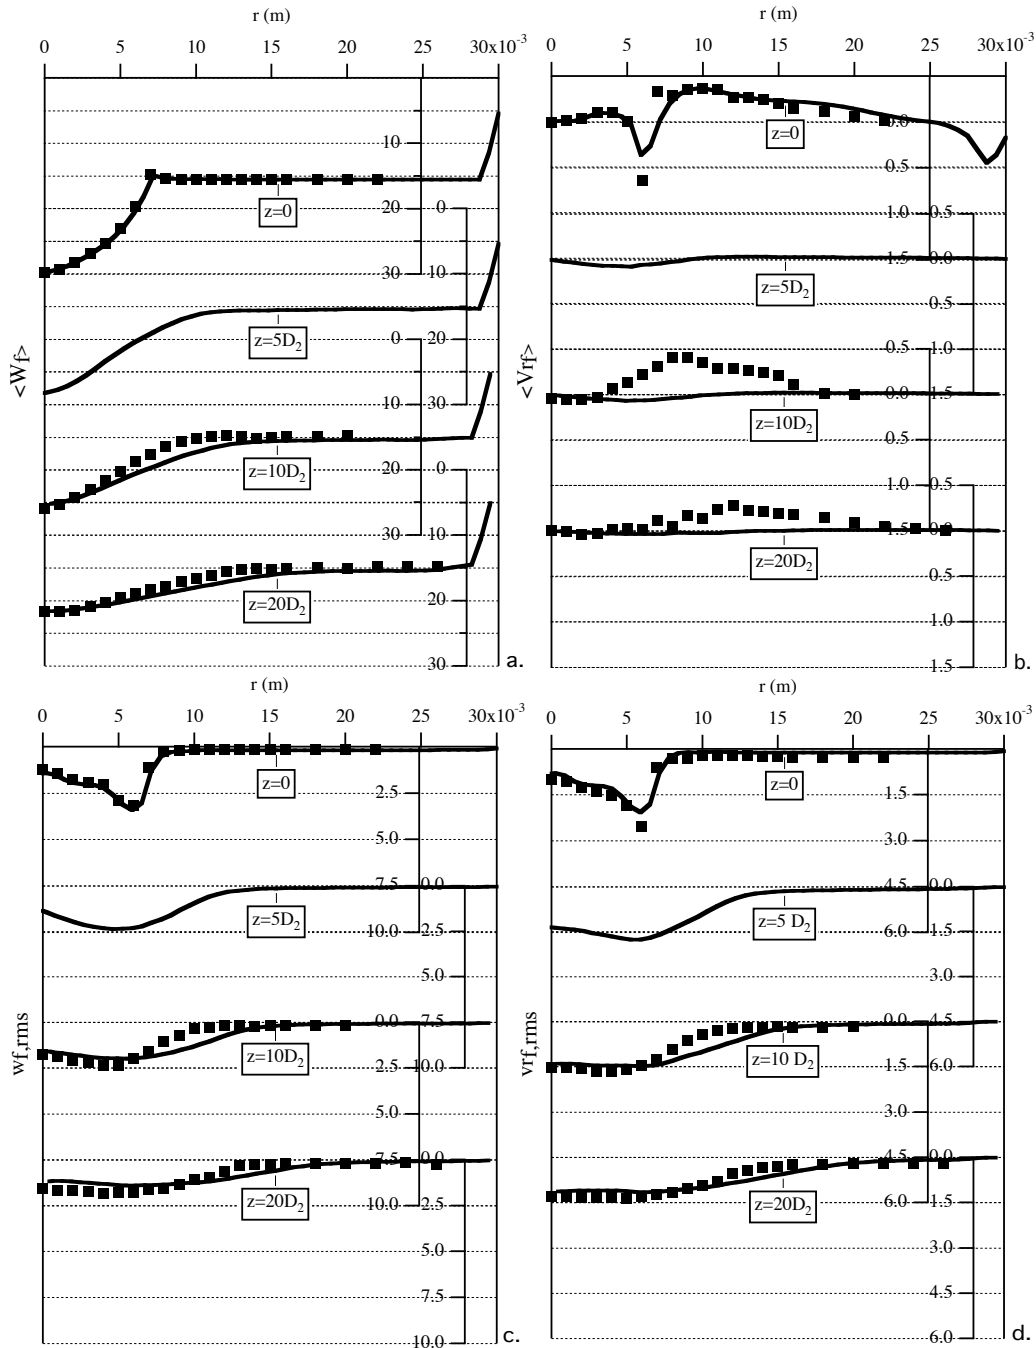 r (m)
0 5 10 15 20 25 30x10-3
10
20 0
z=0
30 10
0 20
z=5D2
10 30
20 0
z=10D2
30 10
20
z=20D2
30
<Wf>
a.
r (m)
0 5 10 15 20 25 30x10-3
0.0
z=0
0.5
1.0 0.5
1.5 0.0
z=5D2
0.5
0.5 1.0
0.0 1.5
z=10D2
0.5
1.0 0.5
1.5 0.0
z=20D2
0.5
1.0
1.5
<Vrf>
b.
r (m)
0 5 10 15 20 25 30x10-3
z=0
2.5
5.0
7.5 0.0
z=5D2
10.0 2.5
5.0
0.0 7.5
z=10D2
2.5 10.0
5.0
7.5 0.0
z=20D2
10.0 2.5
5.0
7.5
10.0
wf,rms
c.
r (m)
0 5 10 15 20 25 30x10-3
z=0
1.5
3.0
4.5 0.0
z=5 D2
6.0 1.5
3.0
0.0 4.5
z=10 D2
1.5 6.0
3.0
4.5 0.0
z=20D2
6.0 1.5
3.0
4.5
6.0
vrf,rms
d.